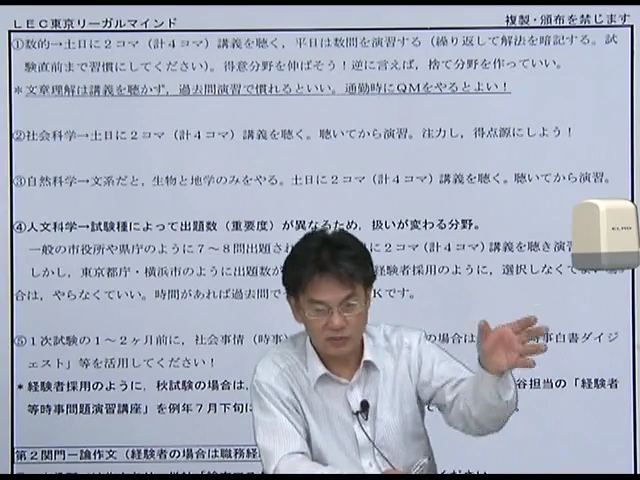 LEC東京リーガルマインド
複製・頒布を禁じます
①数的→土日に2コマ（計4コマ）講義を聴く，平日は数問を演習する（繰り返して解法を暗記する。試
験直前まで習慣にしてください）。得意分野を伸ばそう！逆に言えば，捨て分野を作っていい。
＊文章理解は講義を聴かず，過去問演習で慣れるといい。通勤時にQMをやるとよい！
②社会科学→土日に2コマ（計4コマ）講義を聴く。聴いてから演習。注力し，得点源にしよう！
③自然科学→文系だと，生物と地学のみをやる。土日に2コマ（計4コマ）講義を聴く。聴いてから演習。
④人文科学→試験種によって出題数（重要度）が異なるため，扱いが変わる分野。
一般の市役所や県庁のように7～8問出題さ に2コマ（計4コマ）講義を聴き演
しかし，東京都庁・横浜市のように出題数が 経験者採用のように，選択しなくて
合は，やらなくていい。時間があれば過去問で Kです。
⑤1次試験の1～2ヶ月前に，社会事情（時事 の場合は 時事白書ダイジ
ェスト」等を活用してください！
＊経験者採用のように，秋試験の場合は， 谷担当の「経験者
等時事問題演習講座」を例年7月下旬に
第2関門―論作文（経験者の場合は職務経
ください
ELMO